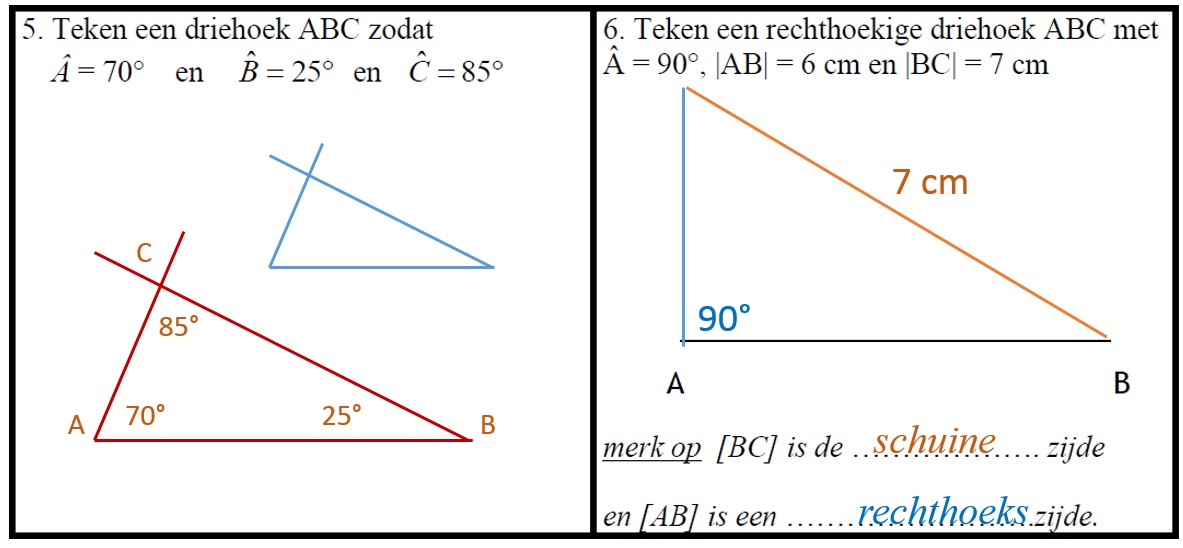 5. Teken een driehoek ABC zodat
Â = 70° en B̂ = 25° en Ĉ = 85°
C
85°
A
70°
25°
B
6. Teken een rechthoekige driehoek ABC met
Â = 90°, |AB| = 6 cm en |BC| = 7 cm
7 cm
90°
A
B
merk op [BC] is de …schuine…. zijde
en [AB] is een …….rechthoeks.zijde.